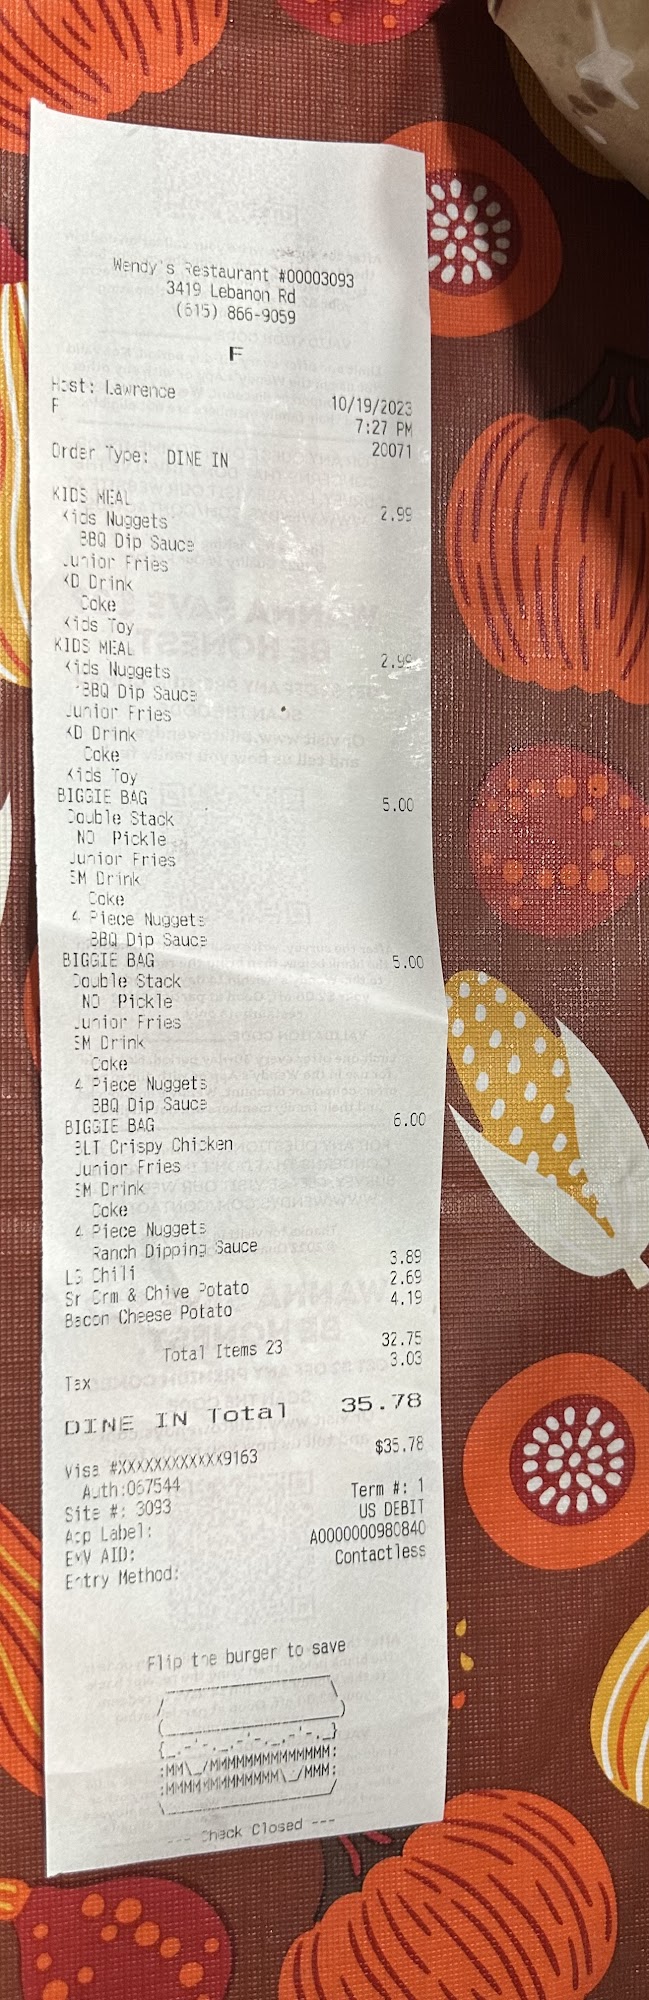 Wendy's Restaurant #00003093
3419 Lebanon Rd
(615) 866-9059
F
Host: Lawrence
F 10/19/2023
7:27 PM
Order Type: DINE IN 20071
KIDS MEAL 2.99
Kids Nuggets
BBQ Dip Sauce
Junior Fries
KD Drink
Coke
Kids Toy
KIDS MEAL 2.99
Kids Nuggets
BBQ Dip Sauce
Junior Fries
KD Drink
Coke
Kids Toy
BIGGIE BAG 5.00
Double Stack
NO Pickle
Junior Fries
SM Drink
Coke
4 Piece Nuggets
BBQ Dip Sauce
BIGGIE BAG 5.00
Double Stack
NO Pickle
Junior Fries
SM Drink
Coke
4 Piece Nuggets
BBQ Dip Sauce
BIGGIE BAG 6.00
BLT Crispy Chicken
Junior Fries
SM Drink
Coke
4 Piece Nuggets
Ranch Dipping Sauce
LG Chili 3.89
Sr Crm & Chive Potato 2.69
Bacon Cheese Potato 4.19
Total Items 23 32.75
Tax 3.03
DINE IN Total 35.78
Visa #XXXXXXXXXXXX9163 $35.78
Auth:067544
Site #: 3093 Term #: 1
App Label: US DEBIT
EMV AID: A0000000980840
Entry Method: Contactless
Flip the burger to save
--- Check Closed ---